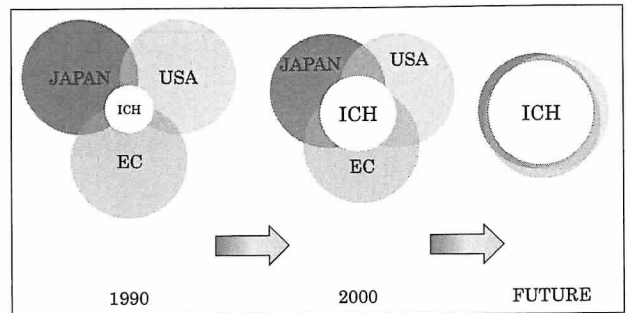 JAPAN
USA
ICH
EC
JAPAN
USA
ICH
EC
ICH
1990
2000
FUTURE